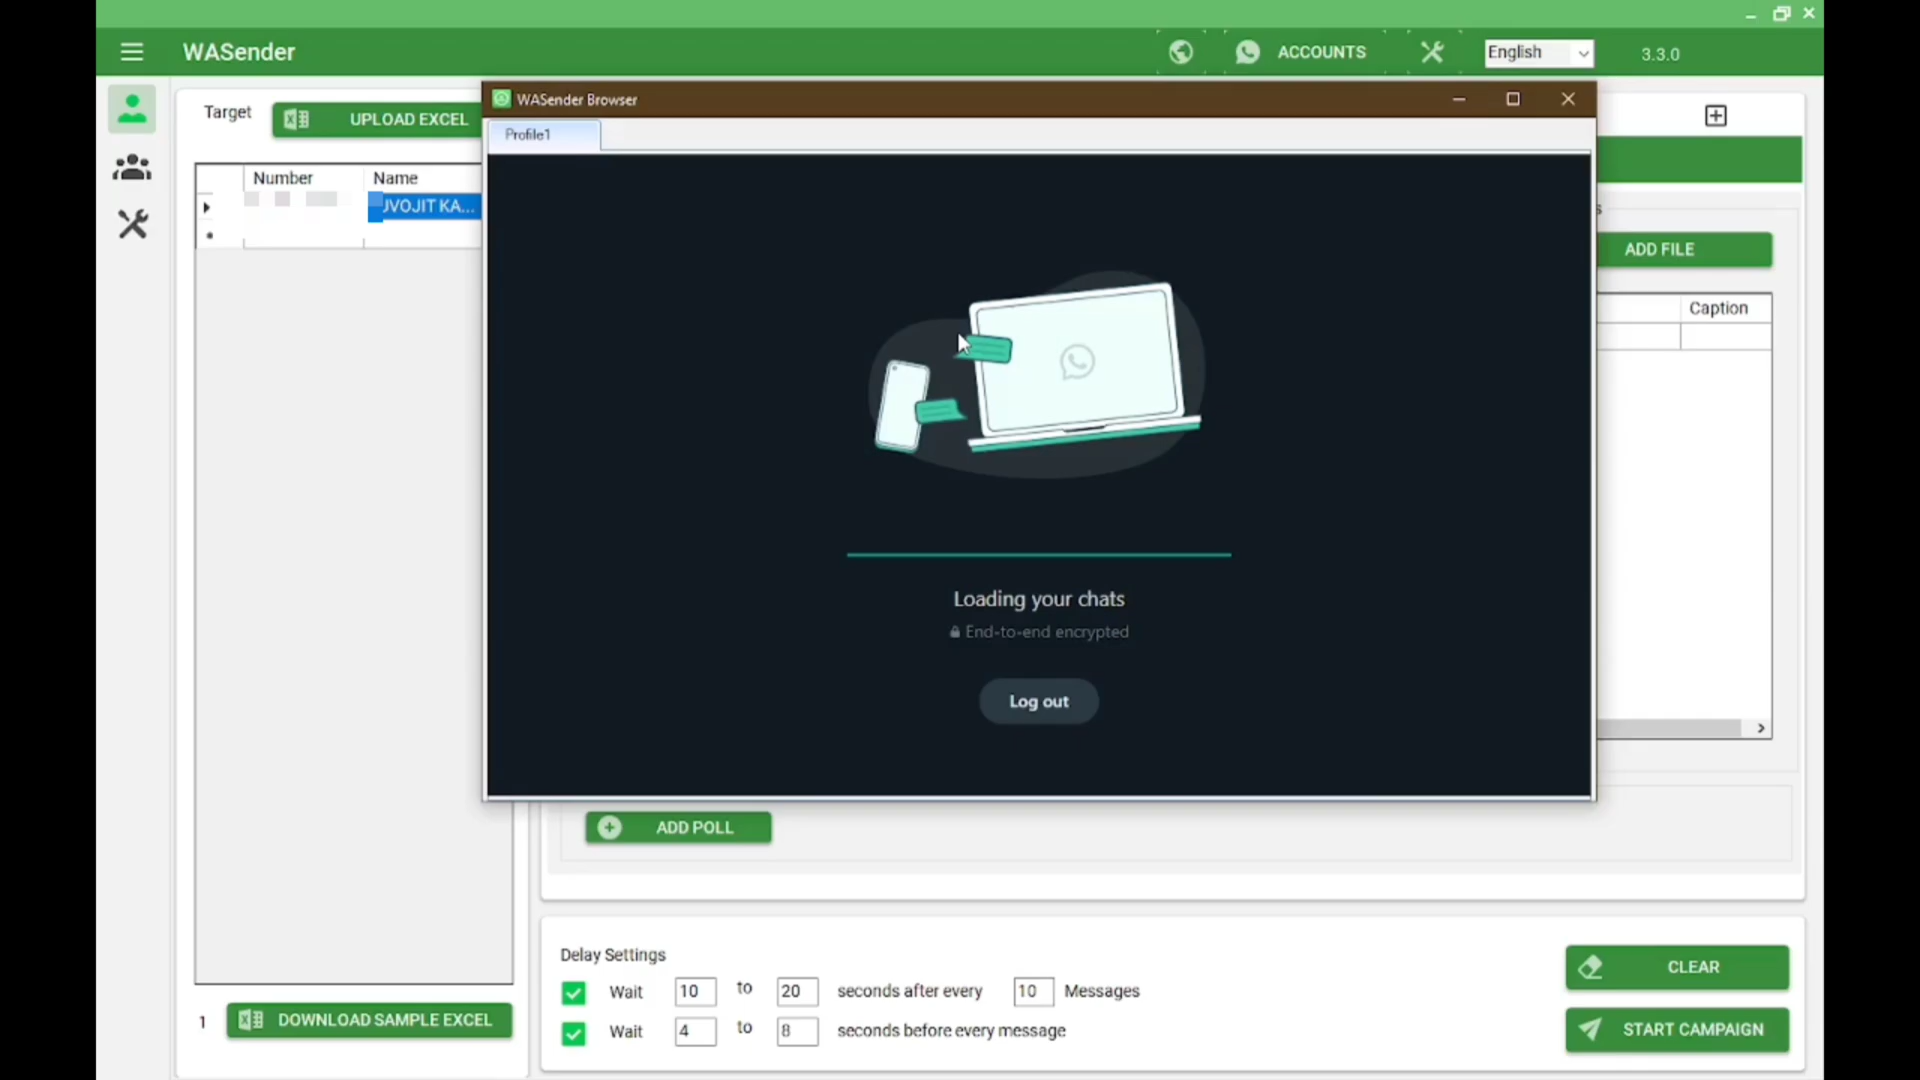 WASender
ACCOUNTS
English
3.3.0
WASender Browser
Profile1
Target
UPLOAD EXCEL
Number
Name
UVOJIT KA...
ADD FILE
Caption
Loading your chats
End-to-end encrypted
Log out
ADD POLL
Delay Settings
Wait 10 to 20 seconds after every 10 Messages
Wait 4 to 8 seconds before every message
CLEAR
START CAMPAIGN
1
DOWNLOAD SAMPLE EXCEL